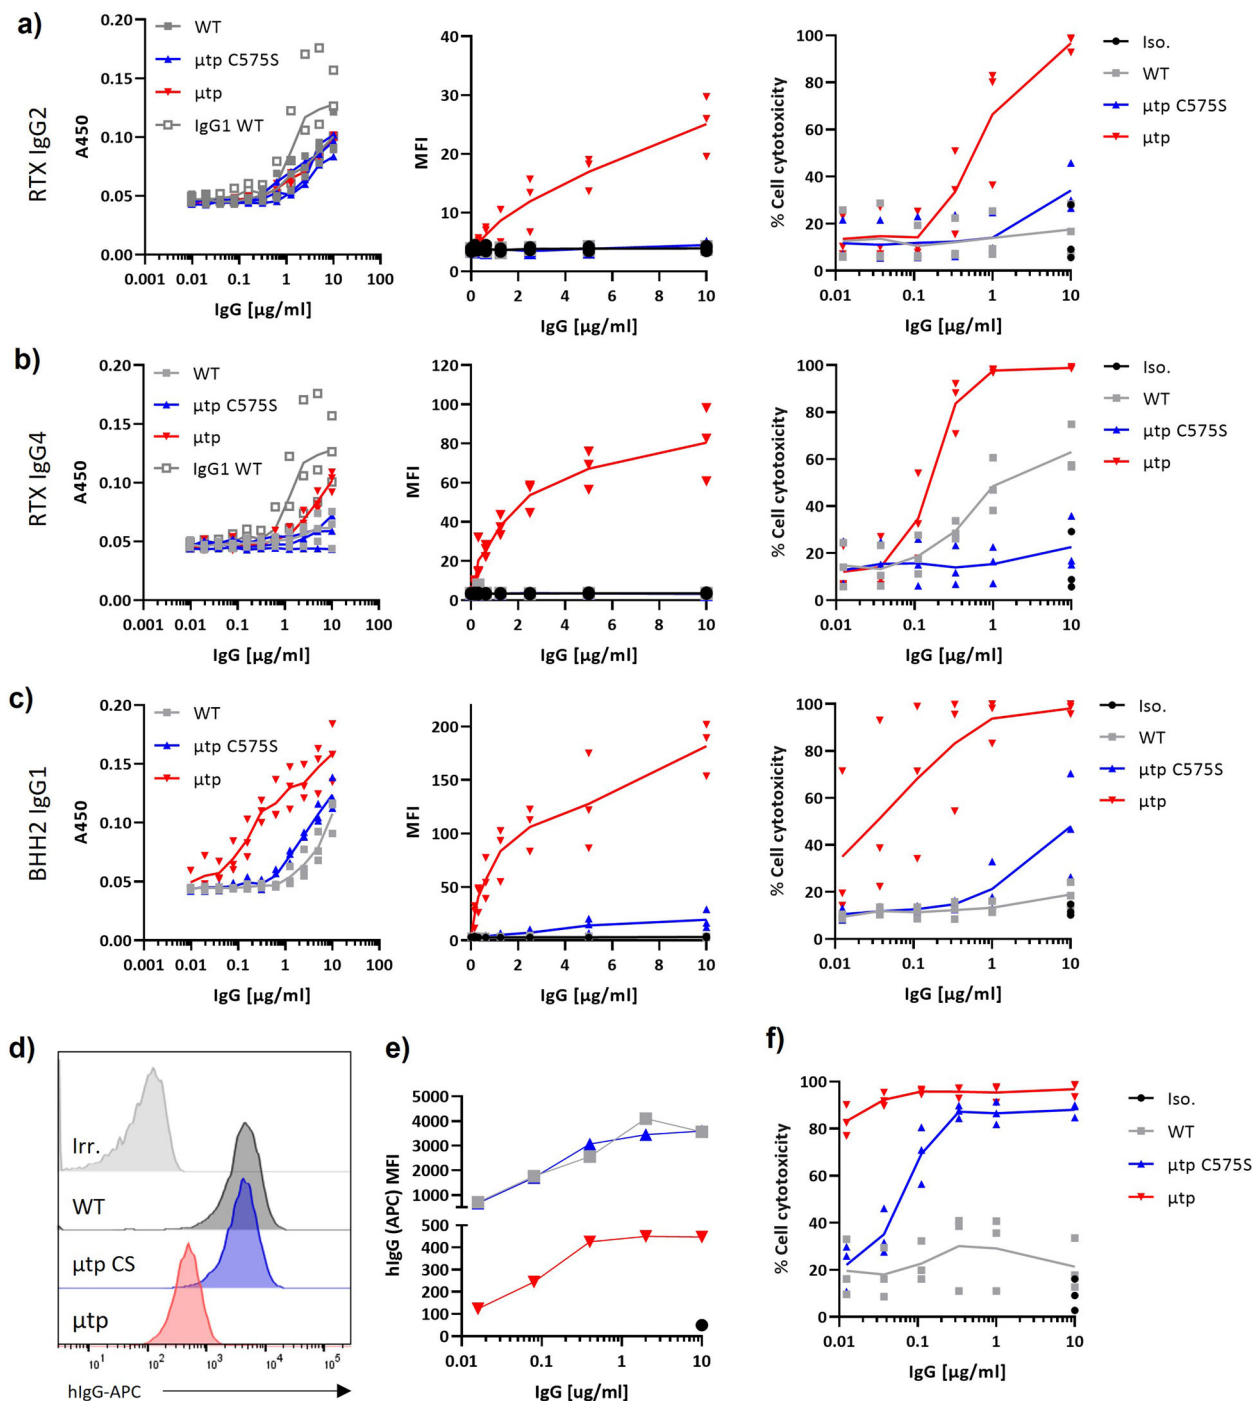 a)
RTX IgG2
0.20
0.15
0.10
0.05
0.00
A450
WT
µtp C575S
µtp
IgG1 WT
0.001 0.01 0.1 1 10 100
IgG [µg/ml]
40
30
20
10
0
MFI
0 2 4 6 8 10
IgG [µg/ml]
100
80
60
40
20
0
% Cell cytotoxicity
0.01 0.1 1 10
IgG [µg/ml]
Iso.
WT
µtp C575S
µtp
b)
RTX IgG4
0.20
0.15
0.10
0.05
0.00
A450
WT
µtp C575S
µtp
IgG1 WT
0.001 0.01 0.1 1 10 100
IgG [µg/ml]
120
100
80
60
40
20
0
MFI
0 2 4 6 8 10
IgG [µg/ml]
100
80
60
40
20
0
% Cell cytotoxicity
0.01 0.1 1 10
IgG [µg/ml]
Iso.
WT
µtp C575S
µtp
c)
BHH2 IgG1
0.20
0.15
0.10
0.05
0.00
A450
WT
µtp C575S
µtp
0.001 0.01 0.1 1 10 100
IgG [µg/ml]
200
150
100
50
0
MFI
0 2 4 6 8 10
IgG [µg/ml]
100
80
60
40
20
0
% Cell cytotoxicity
0.01 0.1 1 10
IgG [µg/ml]
Iso.
WT
µtp C575S
µtp
d)
Irr.
WT
µtp CS
µtp
10¹ 10² 10³ 10⁴ 10⁵
hIgG-APC
e)
5000
4000
3000
2000
1000
500
400
300
200
100
0
hIgG (APC) MFI
0.01 0.1 1 10
IgG [ug/ml]
f)
100
80
60
40
20
0
% Cell cytotoxicity
0.01 0.1 1 10
IgG [µg/ml]
Iso.
WT
µtp C575S
µtp